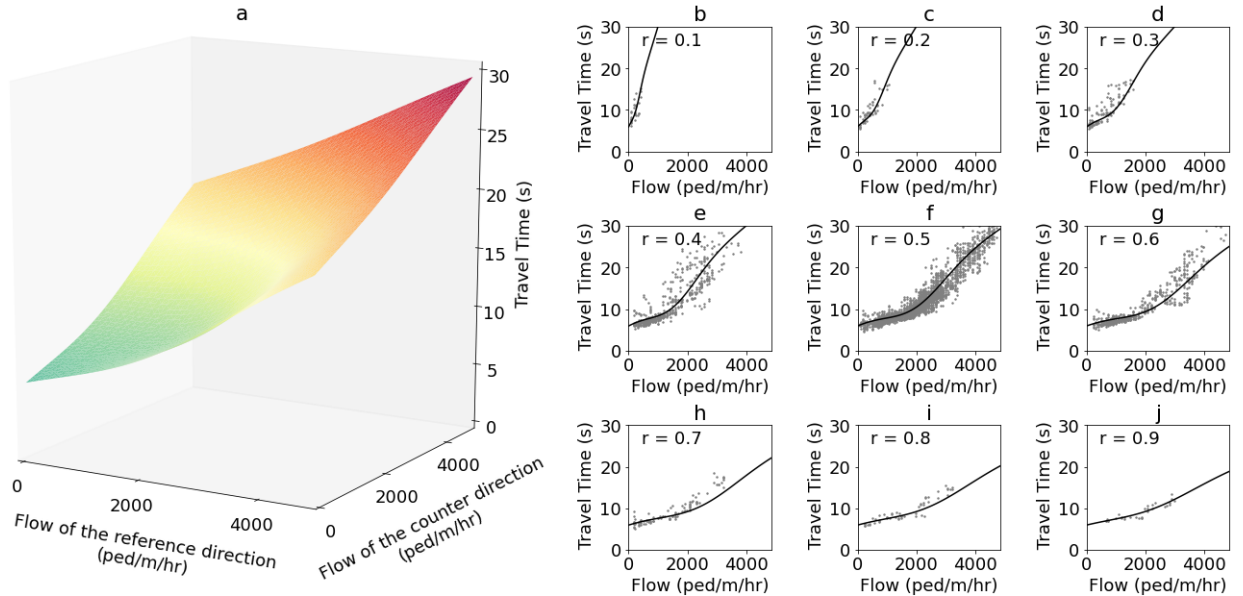 a
30
25
20
15
10
5
0
Travel Time (s)
0
2000
4000
Flow of the reference direction
(ped/m/hr)
0
2000
4000
Flow of the counter direction
(ped/m/hr)
b
r = 0.1
30
20
10
0
Travel Time (s)
0 2000 4000
Flow (ped/m/hr)
c
r = 0.2
30
20
10
0
Travel Time (s)
0 2000 4000
Flow (ped/m/hr)
d
r = 0.3
30
20
10
0
Travel Time (s)
0 2000 4000
Flow (ped/m/hr)
e
r = 0.4
30
20
10
0
Travel Time (s)
0 2000 4000
Flow (ped/m/hr)
f
r = 0.5
30
20
10
0
Travel Time (s)
0 2000 4000
Flow (ped/m/hr)
g
r = 0.6
30
20
10
0
Travel Time (s)
0 2000 4000
Flow (ped/m/hr)
h
r = 0.7
30
20
10
0
Travel Time (s)
0 2000 4000
Flow (ped/m/hr)
i
r = 0.8
30
20
10
0
Travel Time (s)
0 2000 4000
Flow (ped/m/hr)
j
r = 0.9
30
20
10
0
Travel Time (s)
0 2000 4000
Flow (ped/m/hr)